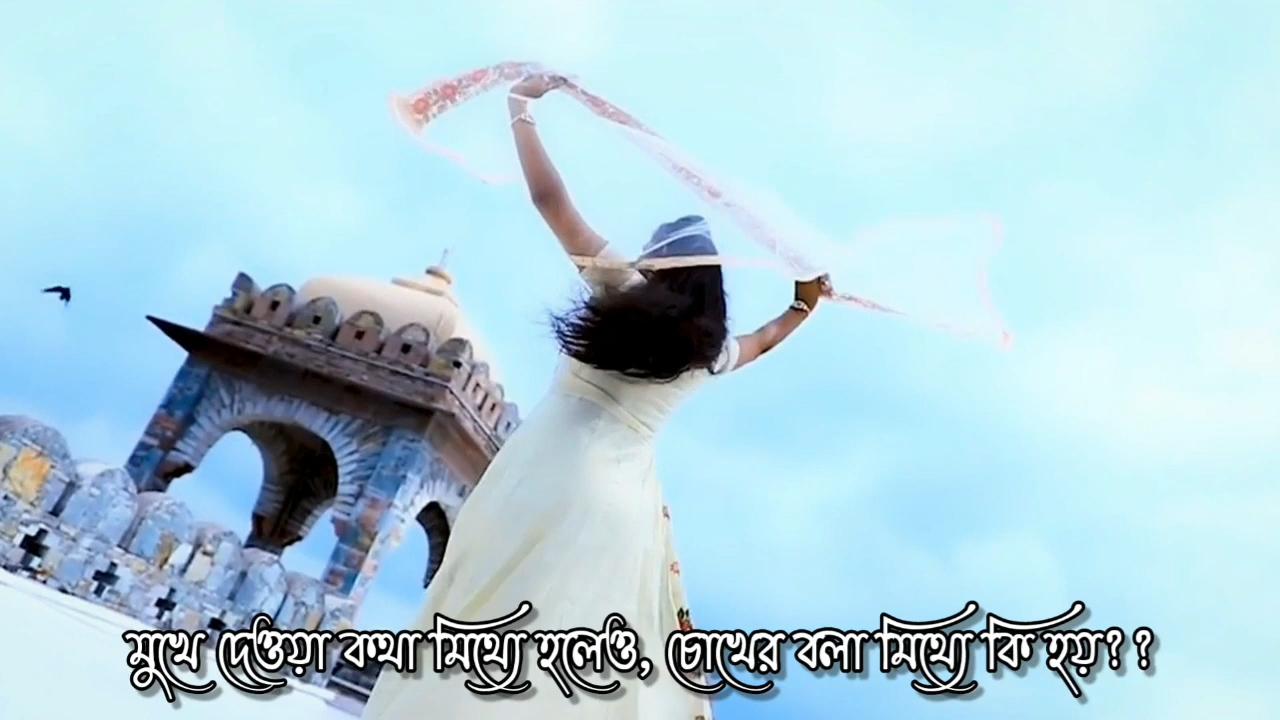 মুখে দেওয়া কথা মিথ্যে হলেও, চোখের বলা মিথ্যে কি হয়??